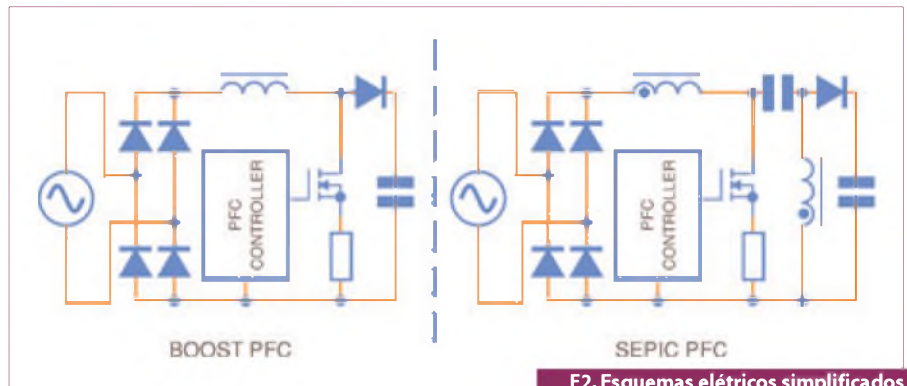 PFC
CONTROLLER
BOOST PFC
PFC
CONTROLLER
SEPIC PFC
F2. Esquemas elétricos simplificados